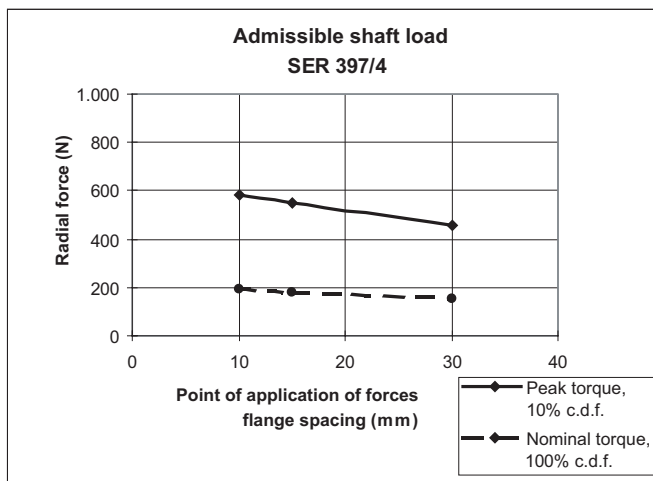 Admissible shaft load
SER 397/4
1.000
800
600
400
200
0
Radial force (N)
0 10 20 30 40
Point of application of forces
flange spacing (mm)
Peak torque,
10% c.d.f.
Nominal torque,
100% c.d.f.